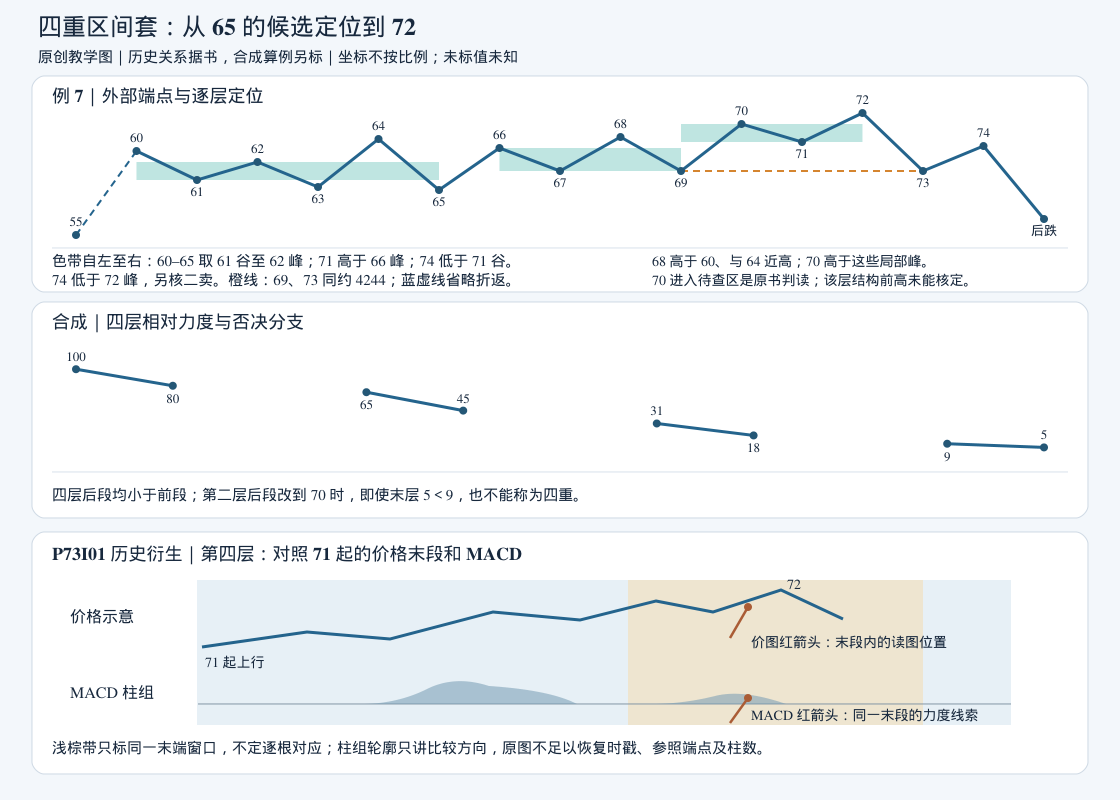 四重区间套：从 65 的候选定位到 72
原创教学图｜历史关系据书，合成算例另标｜坐标不按比例；未标值未知
例 7｜外部端点与逐层定位
55
60
61
62
63
64
65
66
67
68
69
70
71
72
73
74
后跌
色带自左至右：60–65 取 61 谷至 62 峰；71 高于 66 峰；74 低于 71 谷。
74 低于 72 峰，另核二卖。橙线：69、73 同约 4244；蓝虚线省略折返。
68 高于 60、与 64 近高；70 高于这些局部峰。
70 进入待查区是原书判读；该层结构前高未能核定。
合成｜四层相对力度与否决分支
100
80
65
45
31
18
9
5
四层后段均小于前段；第二层后段改到 70 时，即使末层 5 < 9，也不能称为四重。
P73I01 历史衍生｜第四层：对照 71 起的价格末段和 MACD
价格示意
72
价图红箭头：末段内的读图位置
71 起上行
MACD 柱组
MACD 红箭头：同一末段的力度线索
浅棕带只标同一末端窗口，不定逐根对应；柱组轮廓只讲比较方向，原图不足以恢复时戳、参照端点及柱数。